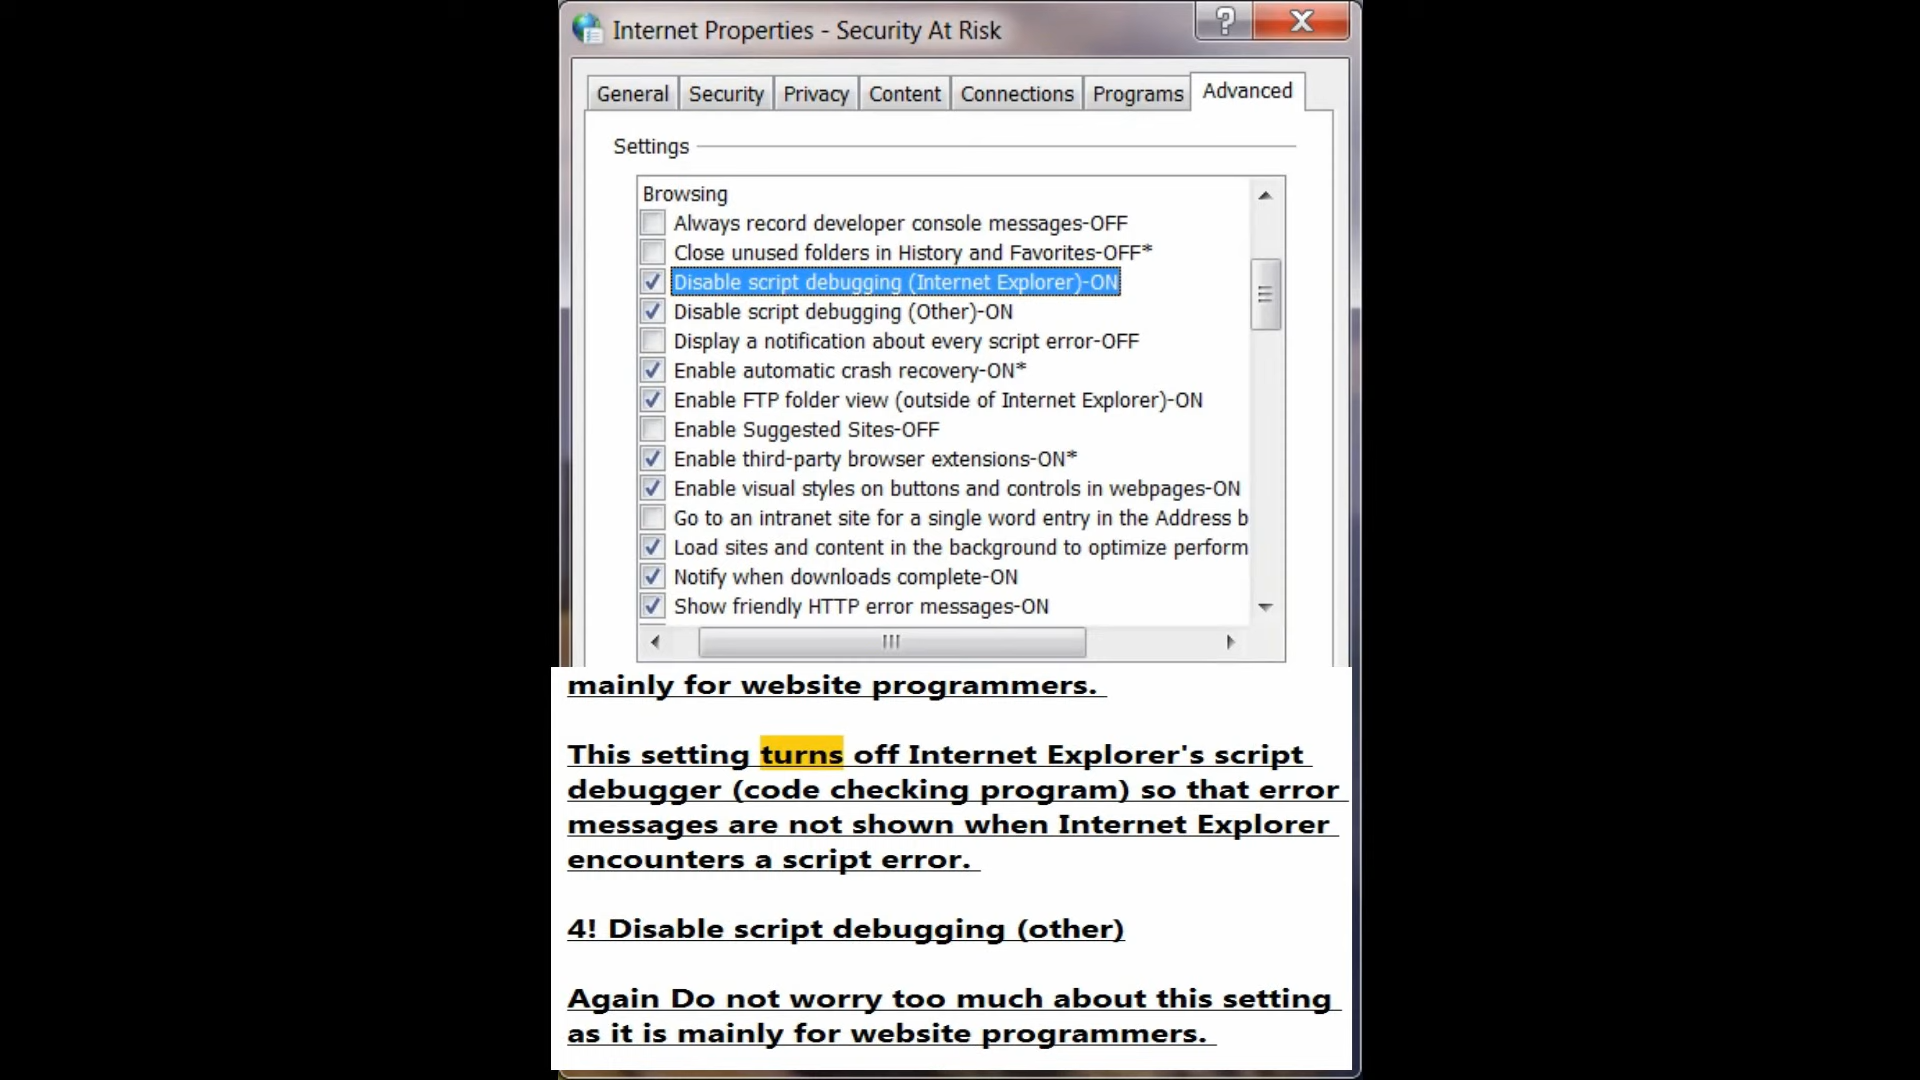 Internet Properties - Security At Risk
General Security Privacy Content Connections Programs Advanced
Settings
Browsing
Always record developer console messages-OFF
Close unused folders in History and Favorites-OFF*
Disable script debugging (Internet Explorer)-ON
Disable script debugging (Other)-ON
Display a notification about every script error-OFF
Enable automatic crash recovery-ON*
Enable FTP folder view (outside of Internet Explorer)-ON
Enable Suggested Sites-OFF
Enable third-party browser extensions-ON*
Enable visual styles on buttons and controls in webpages-ON
Go to an intranet site for a single word entry in the Address b
Load sites and content in the background to optimize perform
Notify when downloads complete-ON
Show friendly HTTP error messages-ON
mainly for website programmers.
This setting turns off Internet Explorer's script
debugger (code checking program) so that error
messages are not shown when Internet Explorer
encounters a script error.
4! Disable script debugging (other)
Again Do not worry too much about this setting
as it is mainly for website programmers.